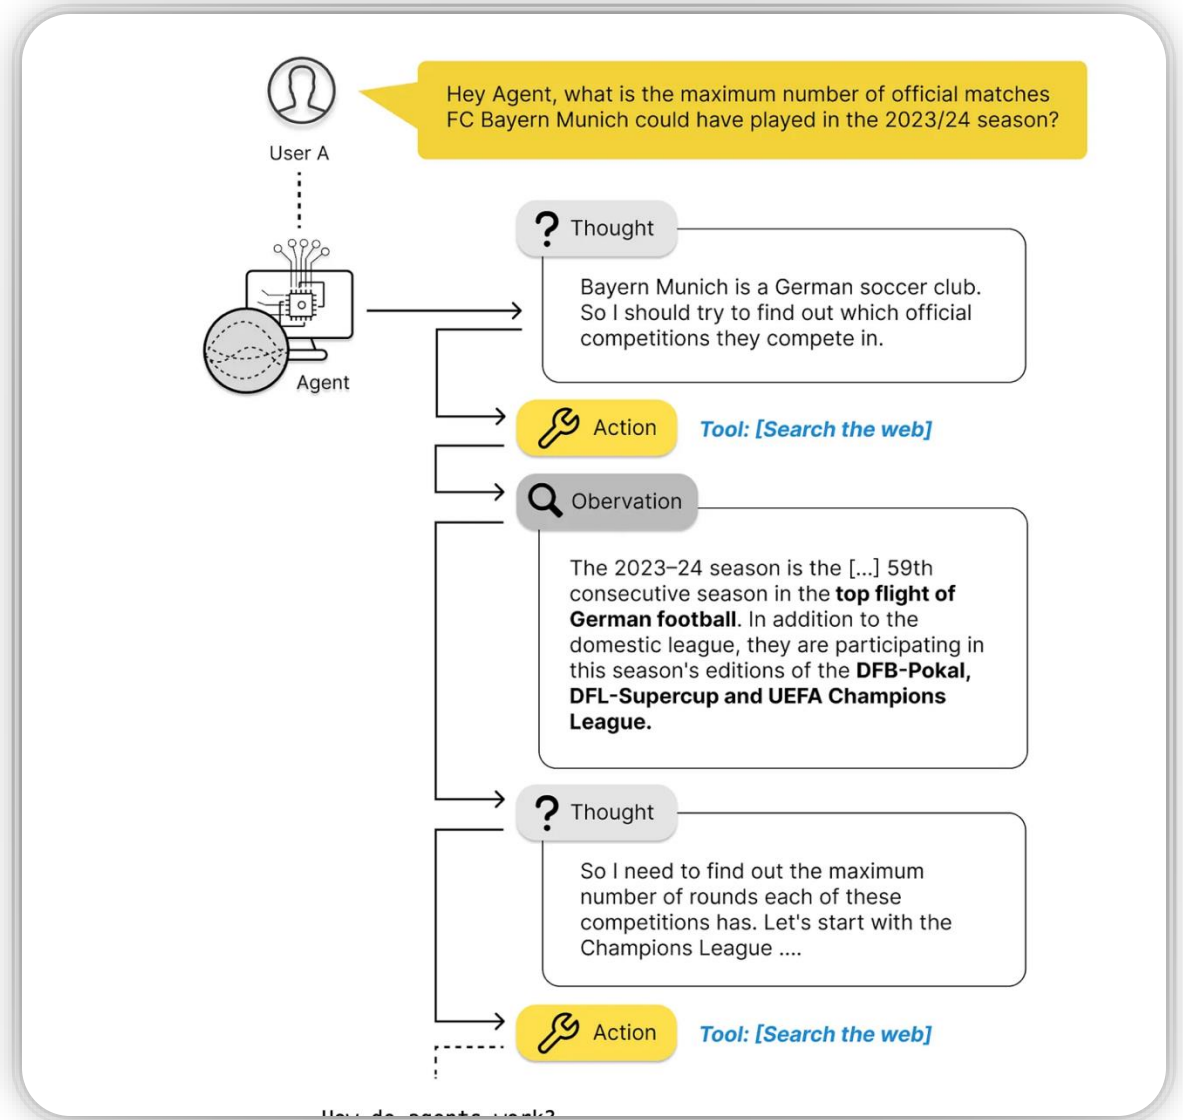 Hey Agent, what is the maximum number of official matches
FC Bayern Munich could have played in the 2023/24 season?
User A
? Thought
Bayern Munich is a German soccer club.
So I should try to find out which official
competitions they compete in.
Agent
Action
Tool: [Search the web]
Obervation
The 2023–24 season is the [...] 59th
consecutive season in the top flight of
German football. In addition to the
domestic league, they are participating in
this season's editions of the DFB-Pokal,
DFL-Supercup and UEFA Champions
League.
? Thought
So I need to find out the maximum
number of rounds each of these
competitions has. Let's start with the
Champions League ....
Action
Tool: [Search the web]
How do agents work?